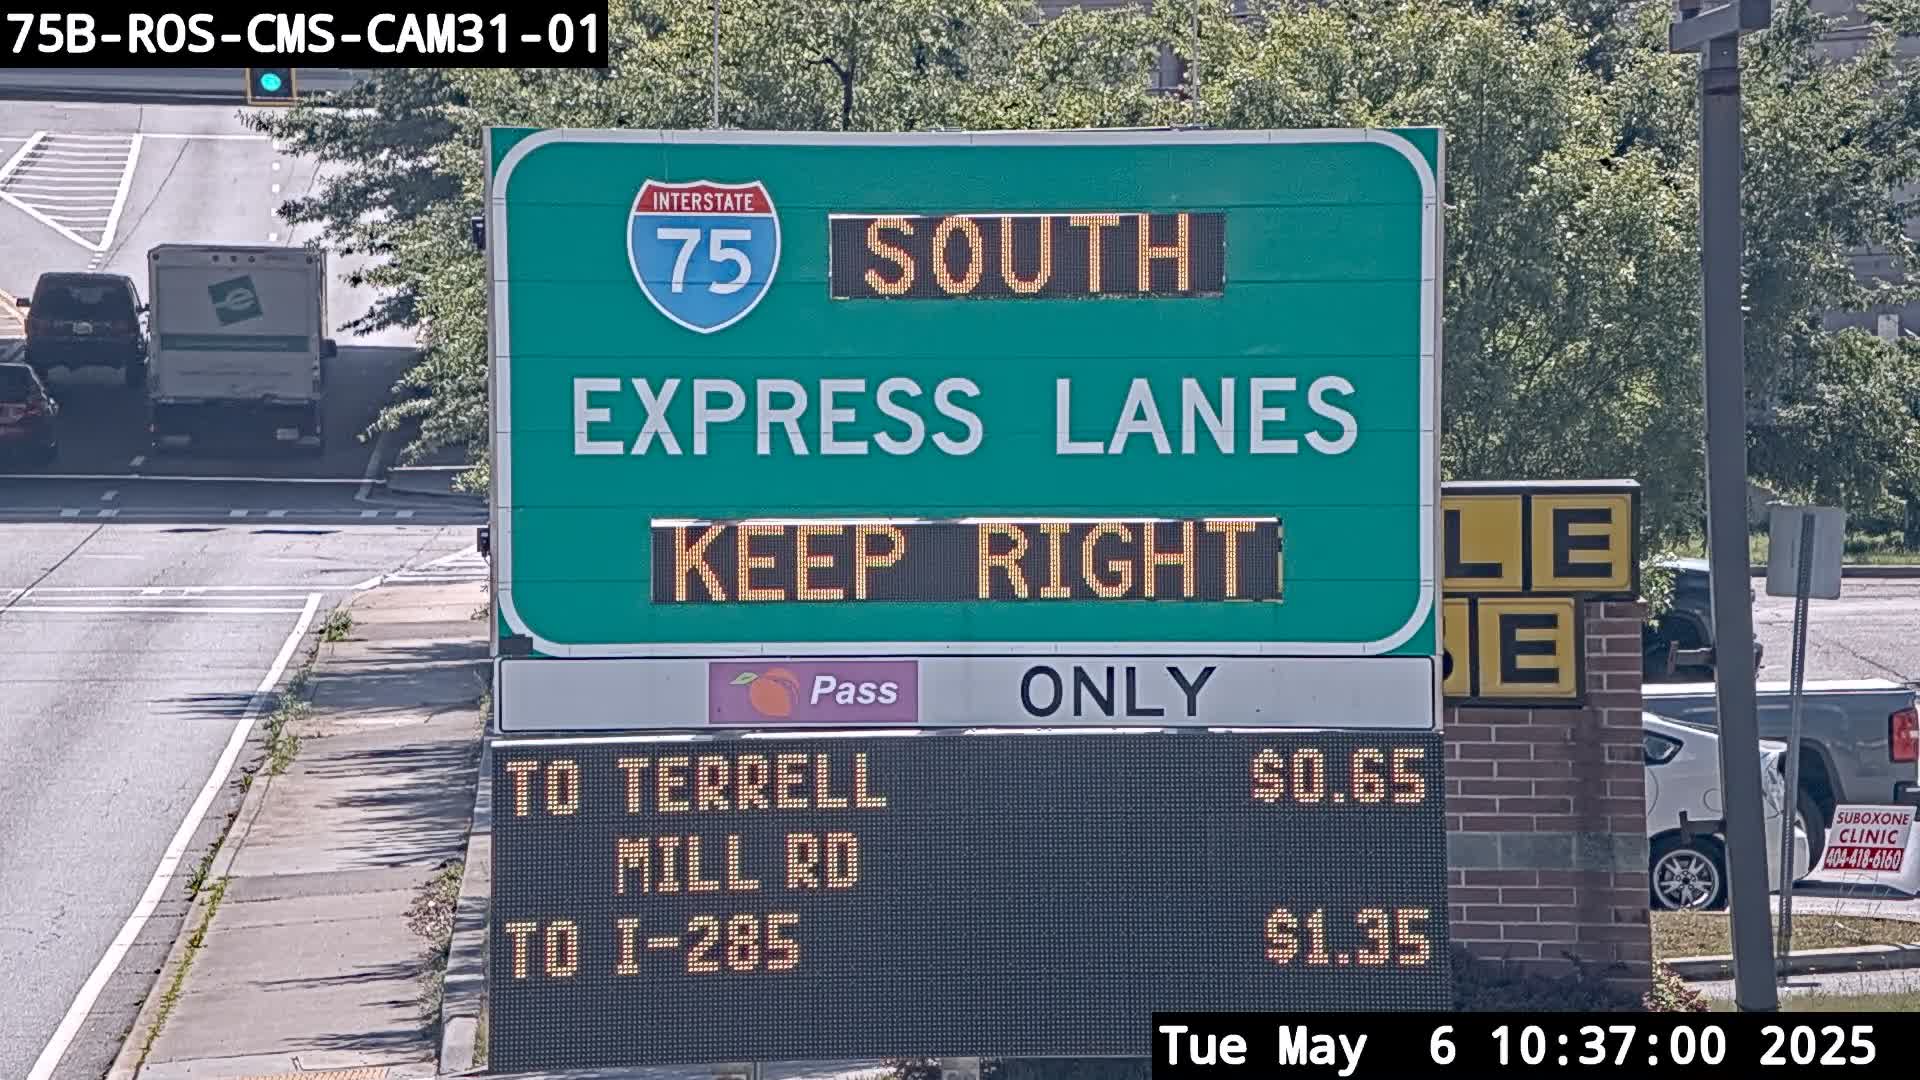 75B-ROS-CMS-CAM31-01
INTERSTATE
75
SOUTH
EXPRESS LANES
KEEP RIGHT
Pass ONLY
TO TERRELL $0.65
MILL RD
TO I-285 $1.35
LE
E
SUBOXONE
CLINIC
404-418-6160
Tue May 6 10:37:00 2025